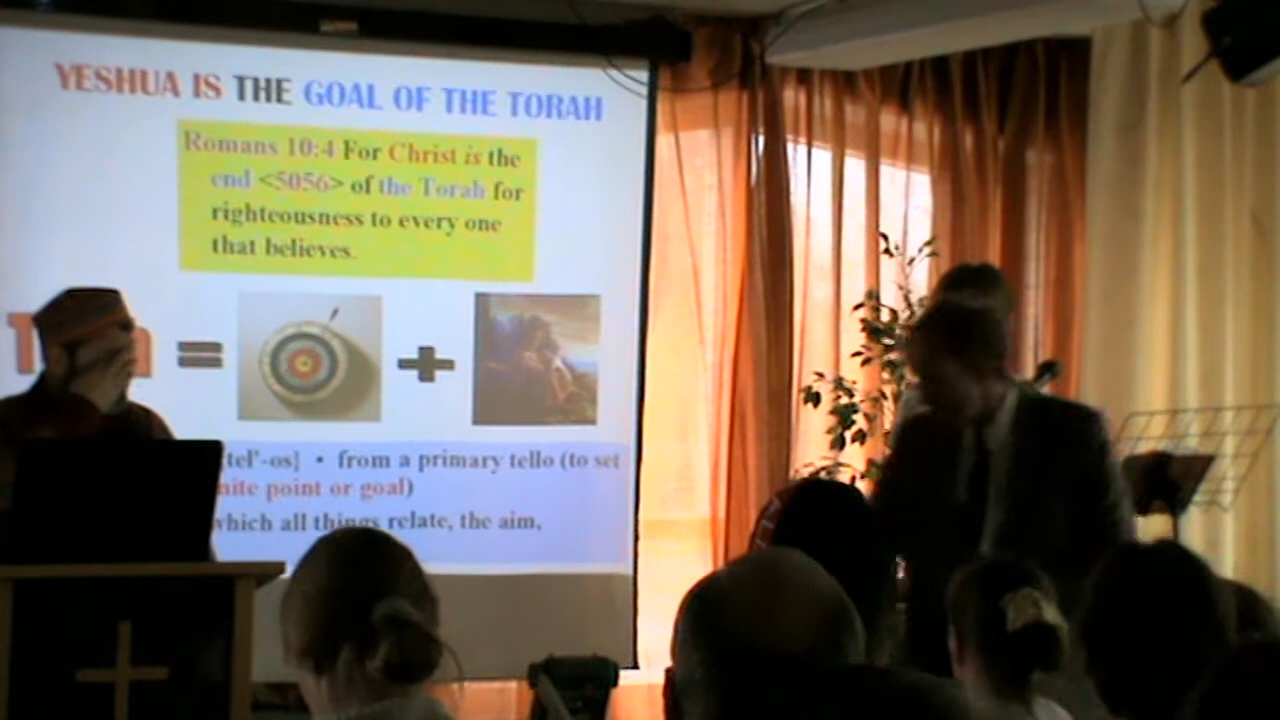 YESHUA IS THE GOAL OF THE TORAH
Romans 10:4 For Christ is the
end <5056> of the Torah for
righteousness to every one
that believes.
=
+
{tel'-os} • from a primary tello (to set
point or goal)
which all things relate, the aim,